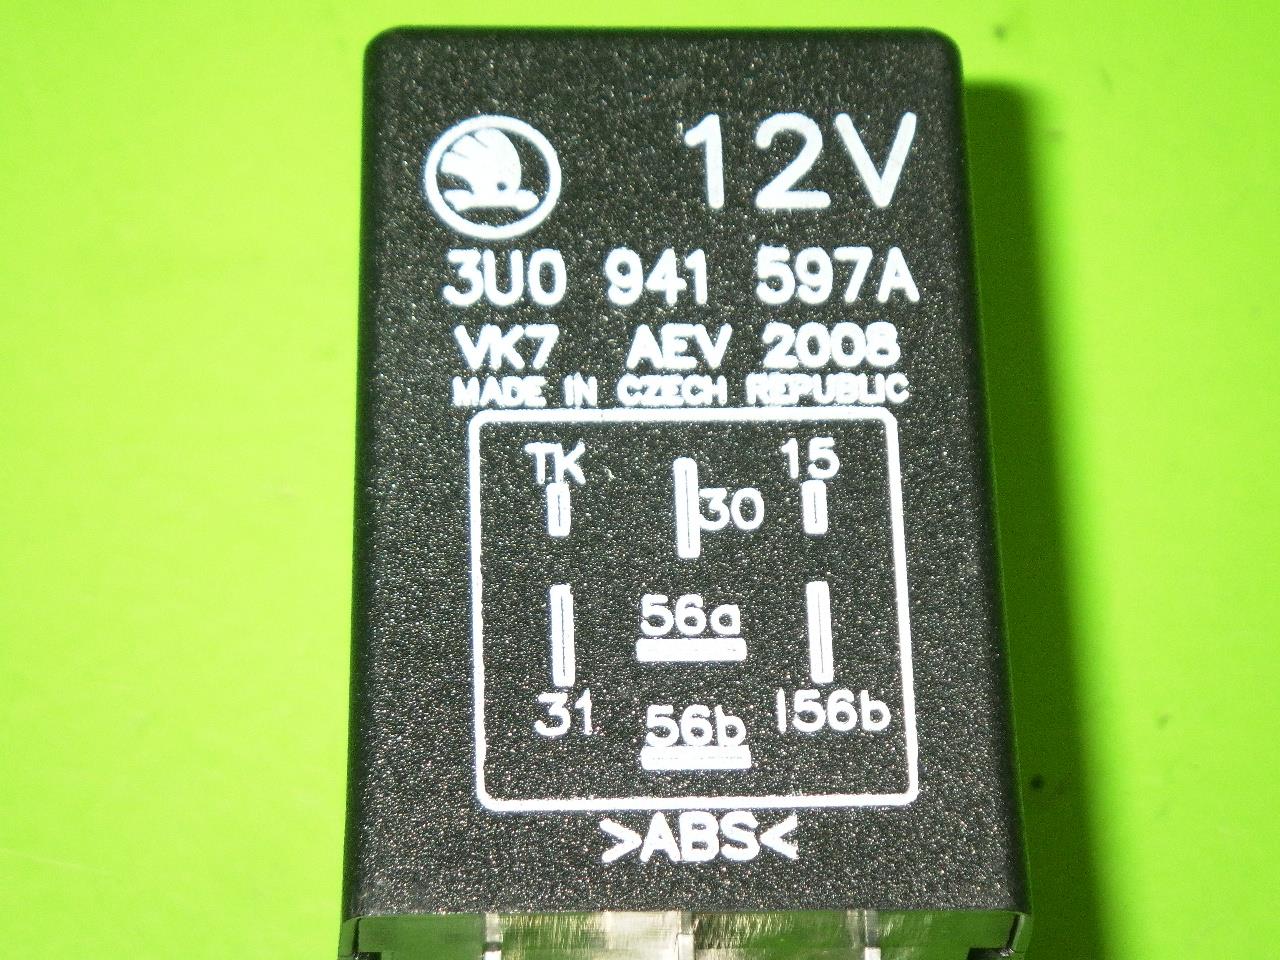 12V
3U0 941 597A
VK7 AEV 2008
MADE IN CZECH REPUBLIC
TK 15
30
56a
31 56b 156b
>ABS<